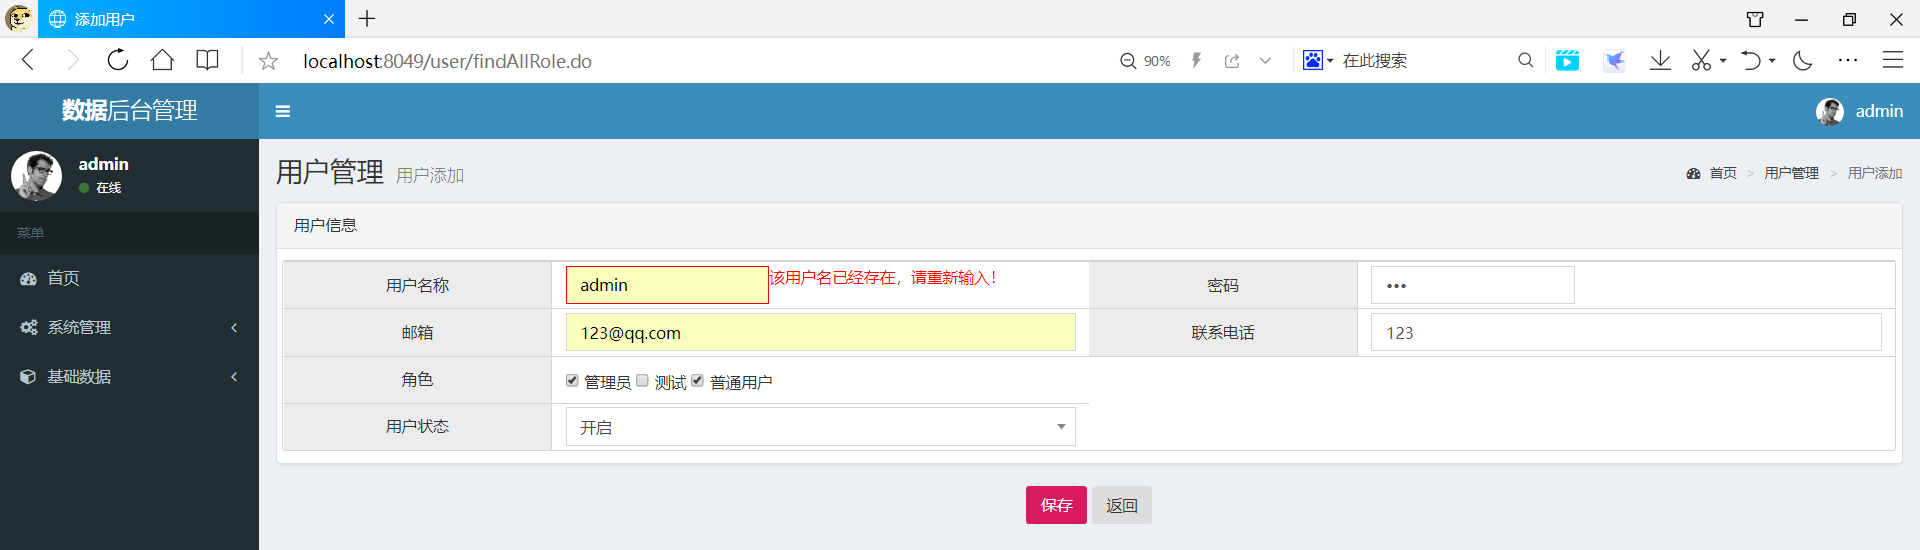 添加用户
localhost:8049/user/findAllRole.do
90%
在此搜索
数据后台管理
admin
admin
在线
菜单
首页
系统管理
基础数据
用户管理 用户添加
首页 > 用户管理 > 用户添加
用户信息
用户名称 admin 该用户名已经存在，请重新输入！ 密码 •••
邮箱 123@qq.com 联系电话 123
角色 管理员 测试 普通用户
用户状态 开启
保存 返回